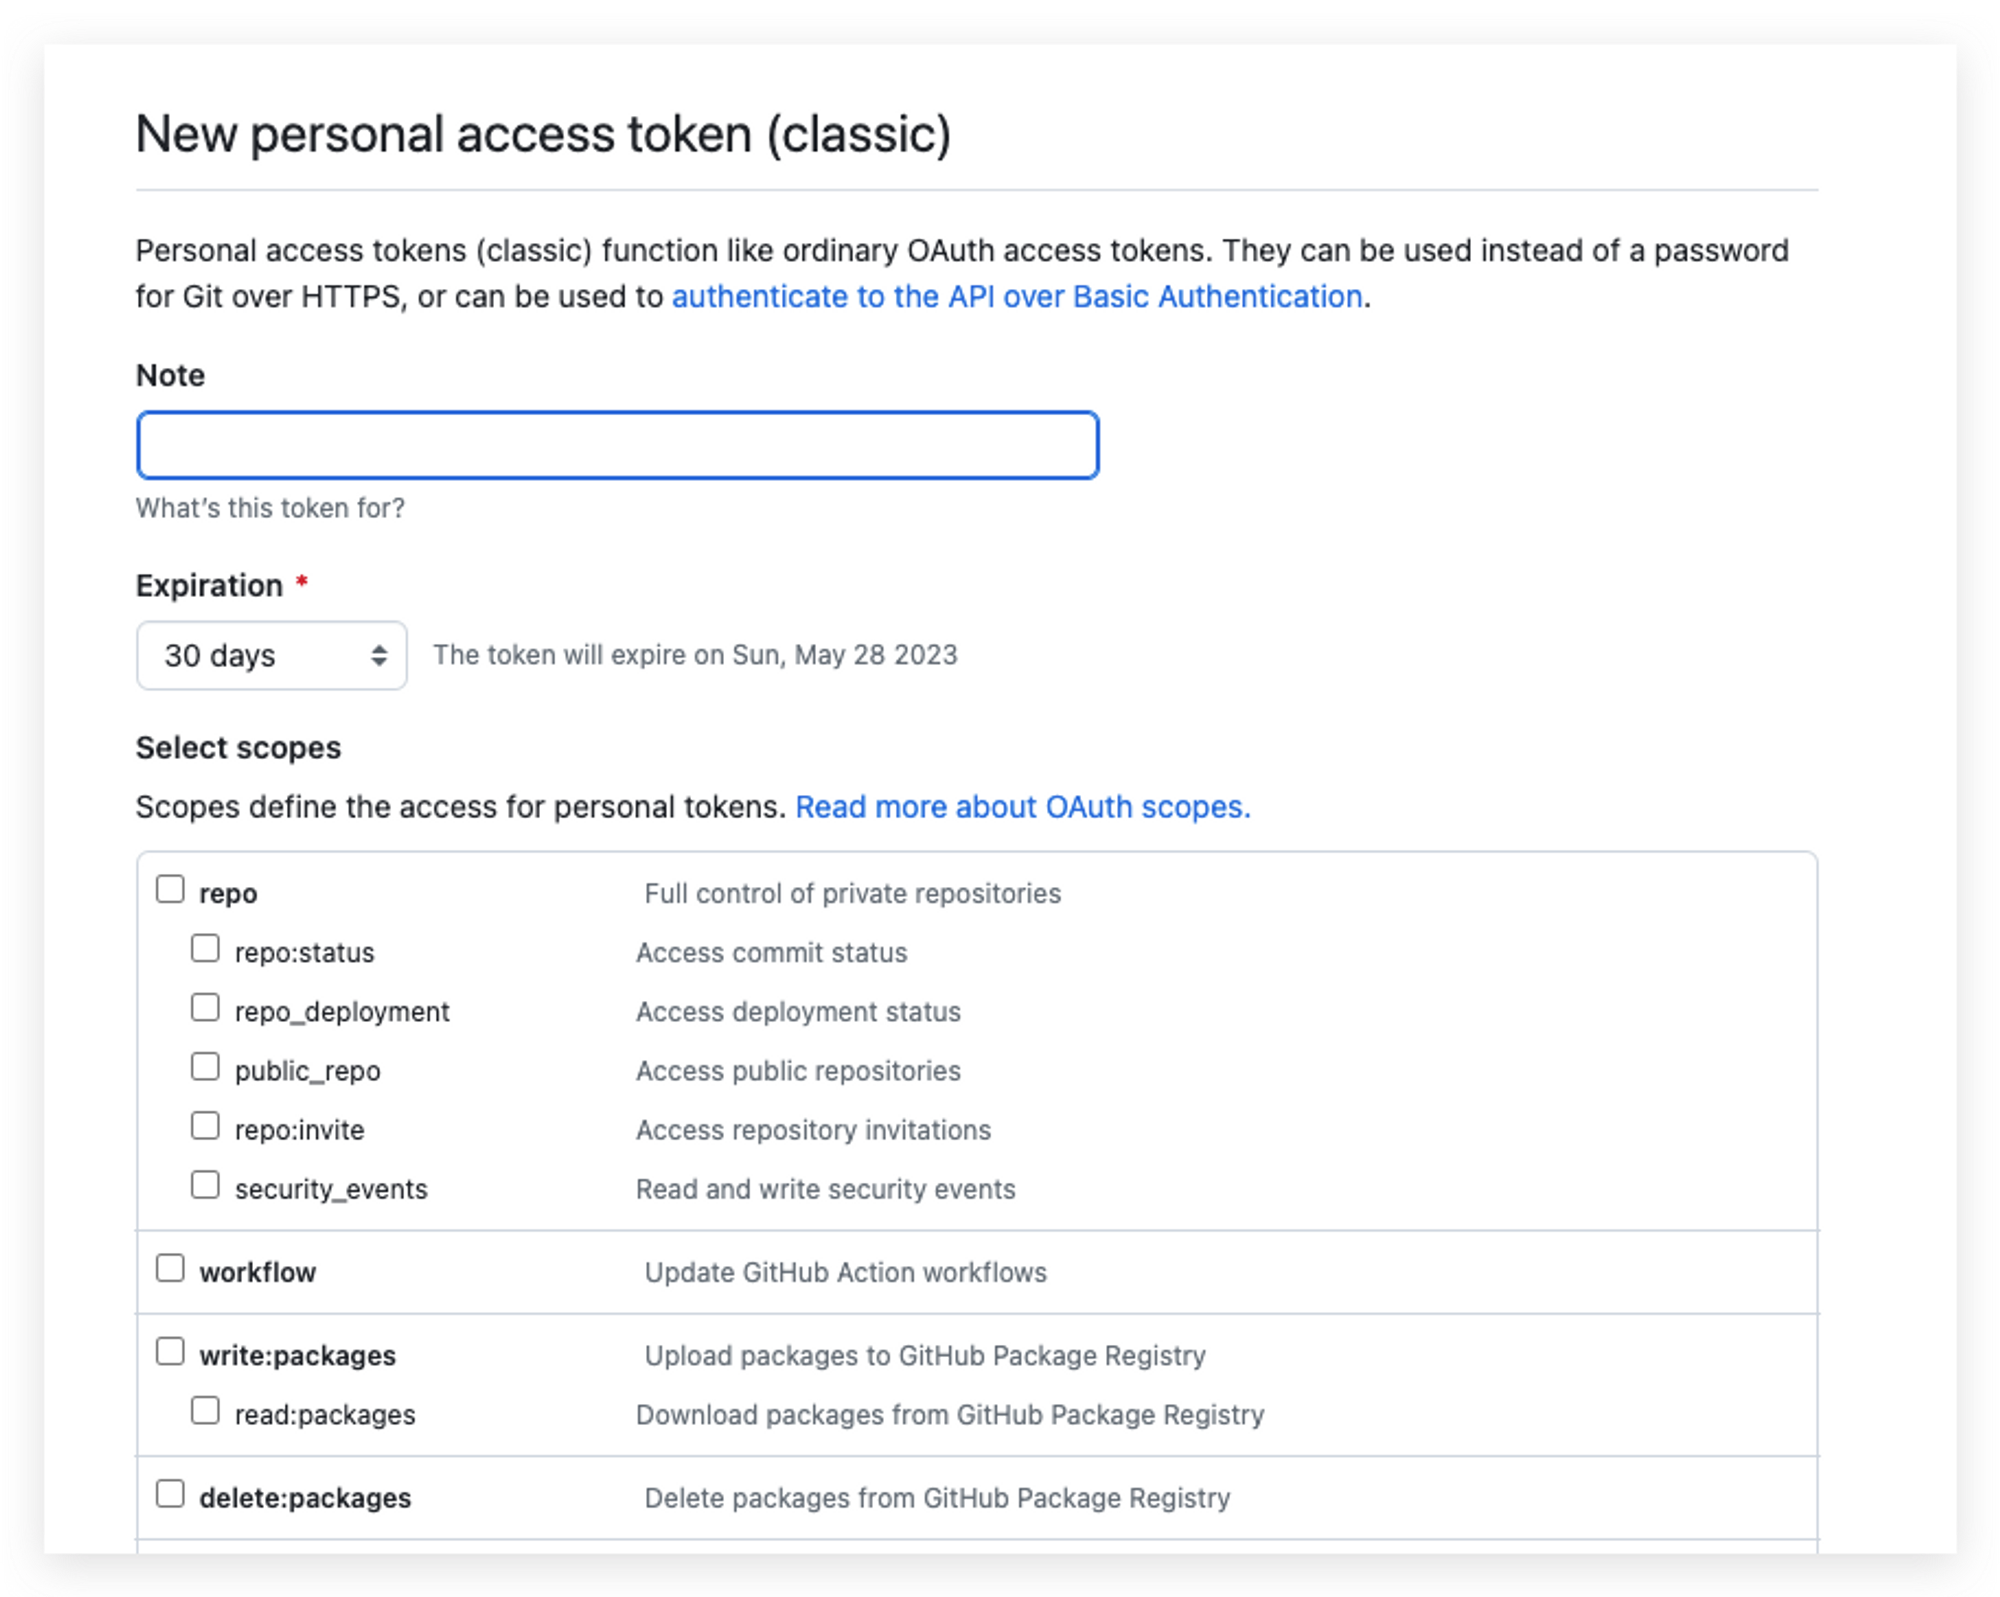 New personal access token (classic)
Personal access tokens (classic) function like ordinary OAuth access tokens. They can be used instead of a password
for Git over HTTPS, or can be used to authenticate to the API over Basic Authentication.
Note
What's this token for?
Expiration *
30 days The token will expire on Sun, May 28 2023
Select scopes
Scopes define the access for personal tokens. Read more about OAuth scopes.
repo Full control of private repositories
repo:status Access commit status
repo_deployment Access deployment status
public_repo Access public repositories
repo:invite Access repository invitations
security_events Read and write security events
workflow Update GitHub Action workflows
write:packages Upload packages to GitHub Package Registry
read:packages Download packages from GitHub Package Registry
delete:packages Delete packages from GitHub Package Registry